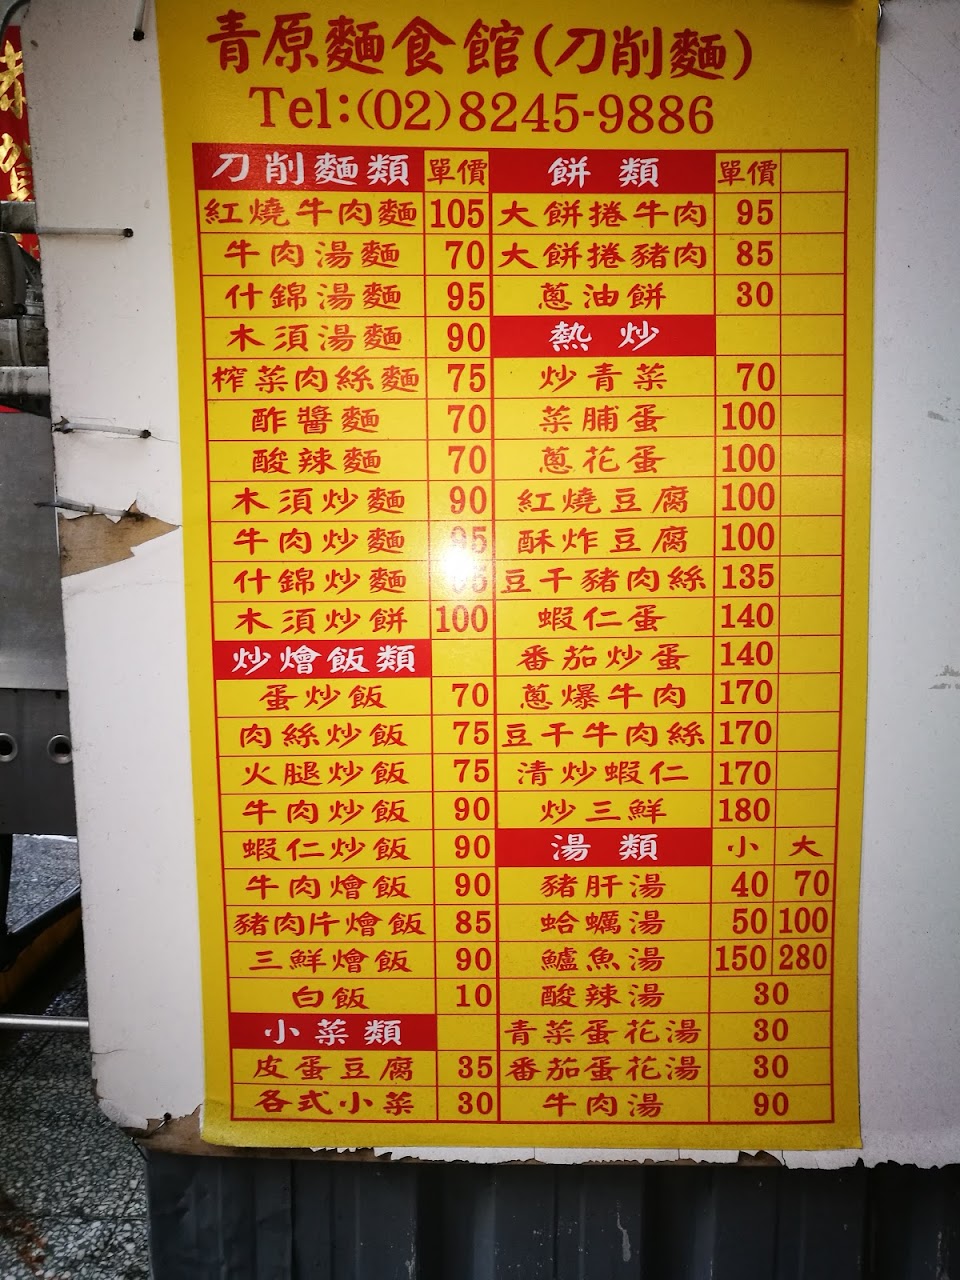 青原麵食館(刀削麵)
Tel:(02)8245-9886
刀削麵類 單價
紅燒牛肉麵 105
牛肉湯麵 70
什錦湯麵 95
木須湯麵 90
榨菜肉絲麵 75
酢醬麵 70
酸辣麵 70
木須炒麵 90
牛肉炒麵 95
什錦炒麵
木須炒餅 100
炒燴飯類
蛋炒飯 70
肉絲炒飯 75
火腿炒飯 75
牛肉炒飯 90
蝦仁炒飯 90
牛肉燴飯 90
豬肉片燴飯 85
三鮮燴飯 90
白飯 10
小菜類
皮蛋豆腐 35
各式小菜 30
餅類 單價
大餅捲牛肉 95
大餅捲豬肉 85
蔥油餅 30
熱炒
炒青菜 70
菜脯蛋 100
蔥花蛋 100
紅燒豆腐 100
酥炸豆腐 100
豆干豬肉絲 135
蝦仁蛋 140
番茄炒蛋 140
蔥爆牛肉 170
豆干牛肉絲 170
清炒蝦仁 170
炒三鮮 180
湯類 小 大
豬肝湯 40 70
蛤蠣湯 50 100
鱸魚湯 150 280
酸辣湯 30
青菜蛋花湯 30
番茄蛋花湯 30
牛肉湯 90